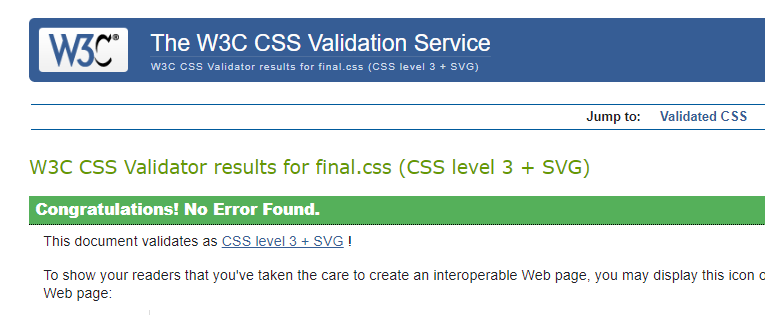 W3C®
The W3C CSS Validation Service
W3C CSS Validator results for final.css (CSS level 3 + SVG)
Jump to: Validated CSS
W3C CSS Validator results for final.css (CSS level 3 + SVG)
Congratulations! No Error Found.
This document validates as CSS level 3 + SVG !
To show your readers that you've taken the care to create an interoperable Web page, you may display this icon
Web page: